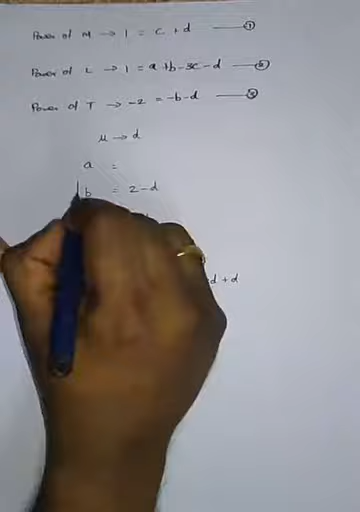 Power of M → 1 = c + d ——①
Power of L → 1 = a + b - 3c - d ——②
Power of T → -2 = -b - d ——③
μ → d
a =
b = 2 - d
d + d